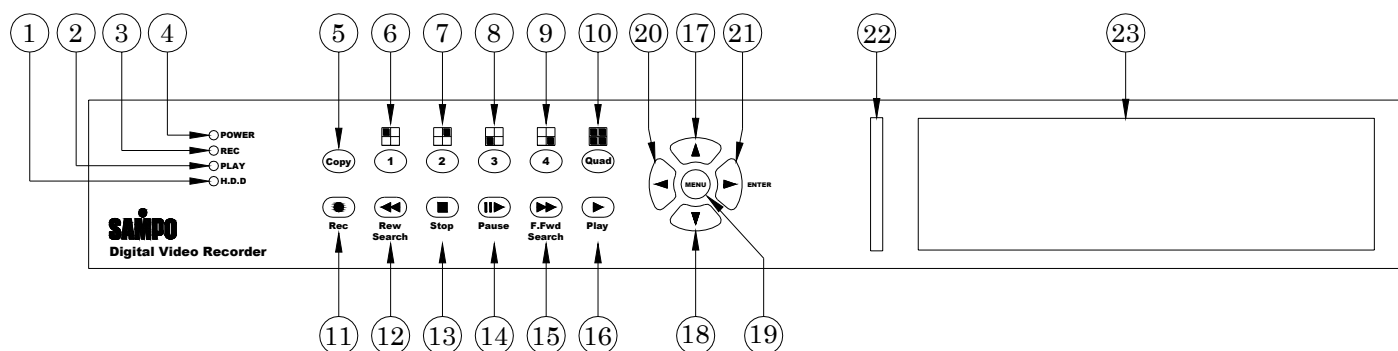 1 2 3 4 5 6 7 8 9 10 20 17 21 22 23
POWER
REC
PLAY
H.D.D
Copy 1 2 3 4 Quad
MENU ENTER
SAMPO
Digital Video Recorder
Rec Rew Search Stop Pause F.Fwd Search Play
11 12 13 14 15 16 18 19